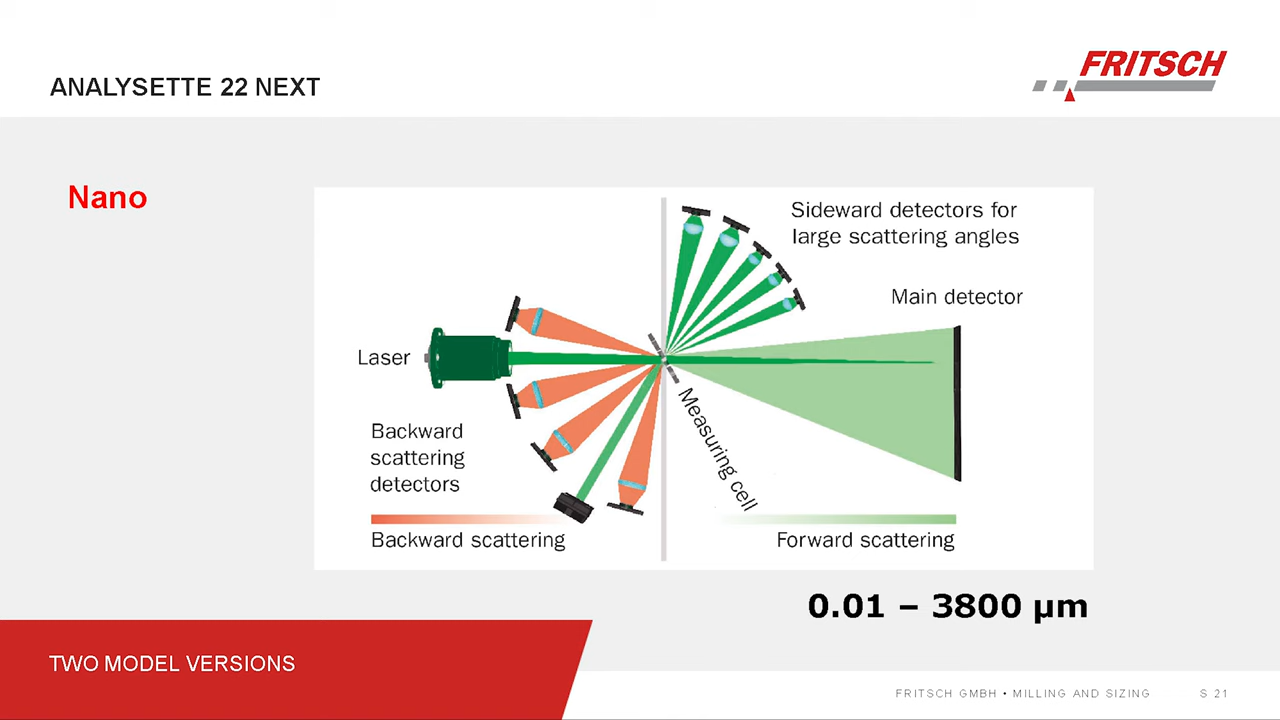 ANALYSETTE 22 NEXT
FRITSCH
Nano
Sideward detectors for
large scattering angles
Main detector
Laser
Measuring cell
Backward
scattering
detectors
Backward scattering
Forward scattering
0.01 – 3800 µm
TWO MODEL VERSIONS
FRITSCH GMBH • MILLING AND SIZING
S 21